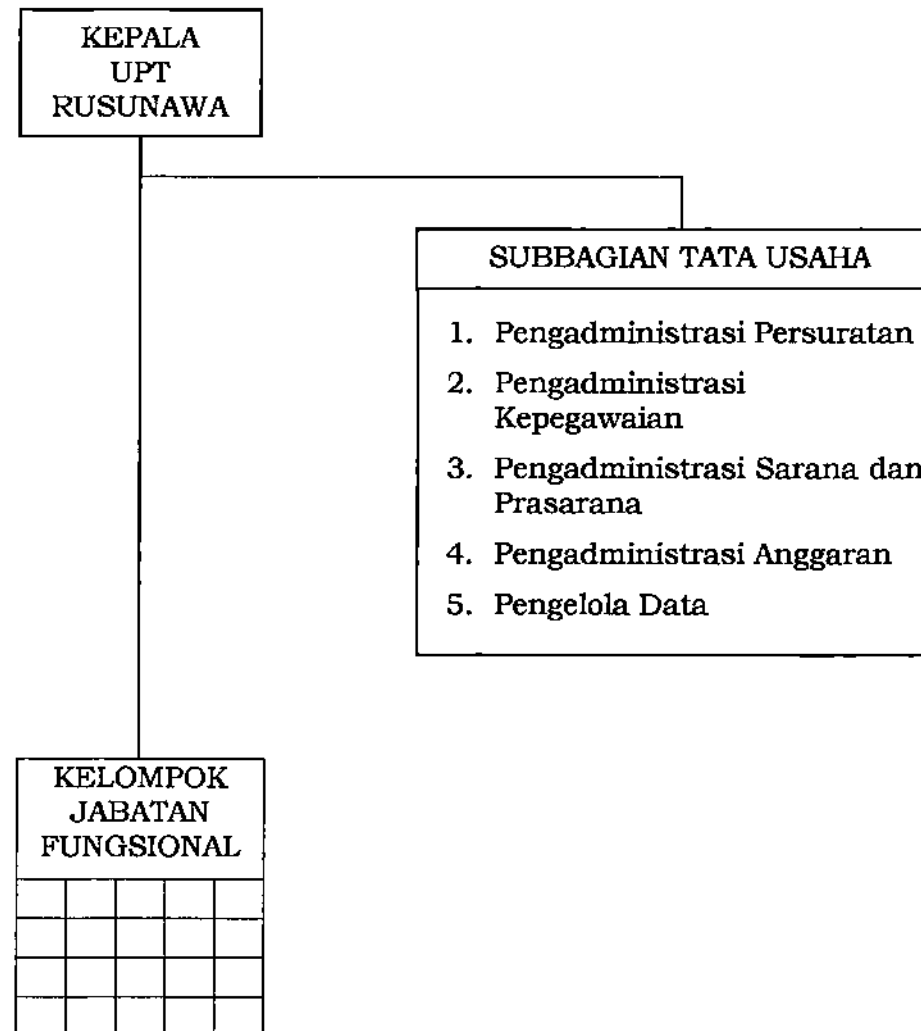 KEPALA
UPT
RUSUNAWA
SUBBAGIAN TATA USAHA
1. Pengadministrasi Persuratan
2. Pengadministrasi
Kepegawaian
3. Pengadministrasi Sarana dan
Prasarana
4. Pengadministrasi Anggaran
5. Pengelola Data
KELOMPOK
JABATAN
FUNGSIONAL